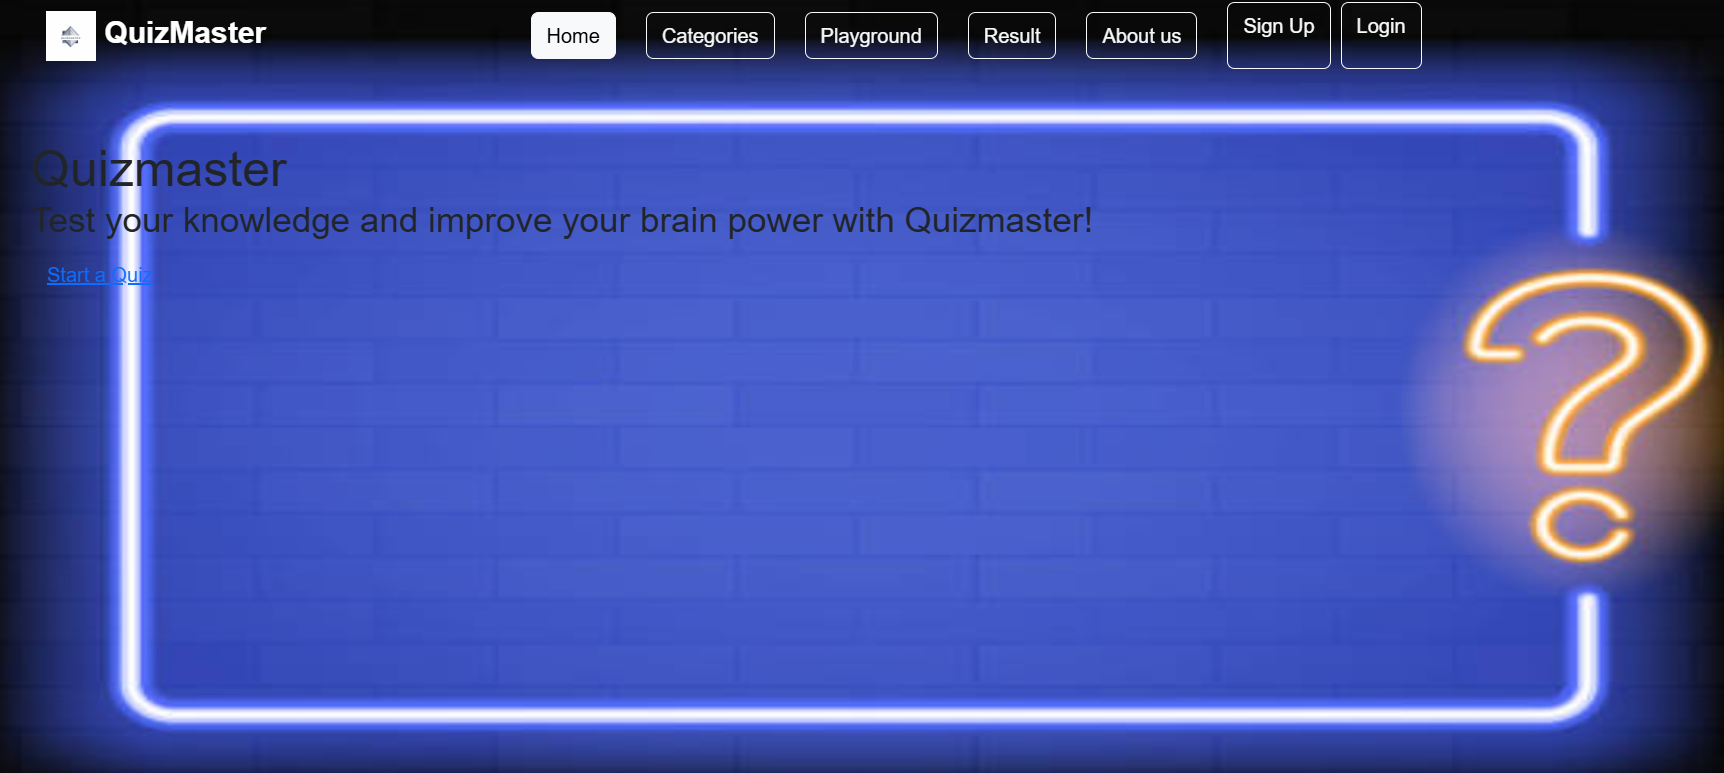 QuizMaster
Home
Categories
Playground
Result
About us
Sign Up
Login
Quizmaster
Test your knowledge and improve your brain power with Quizmaster!
Start a Quiz